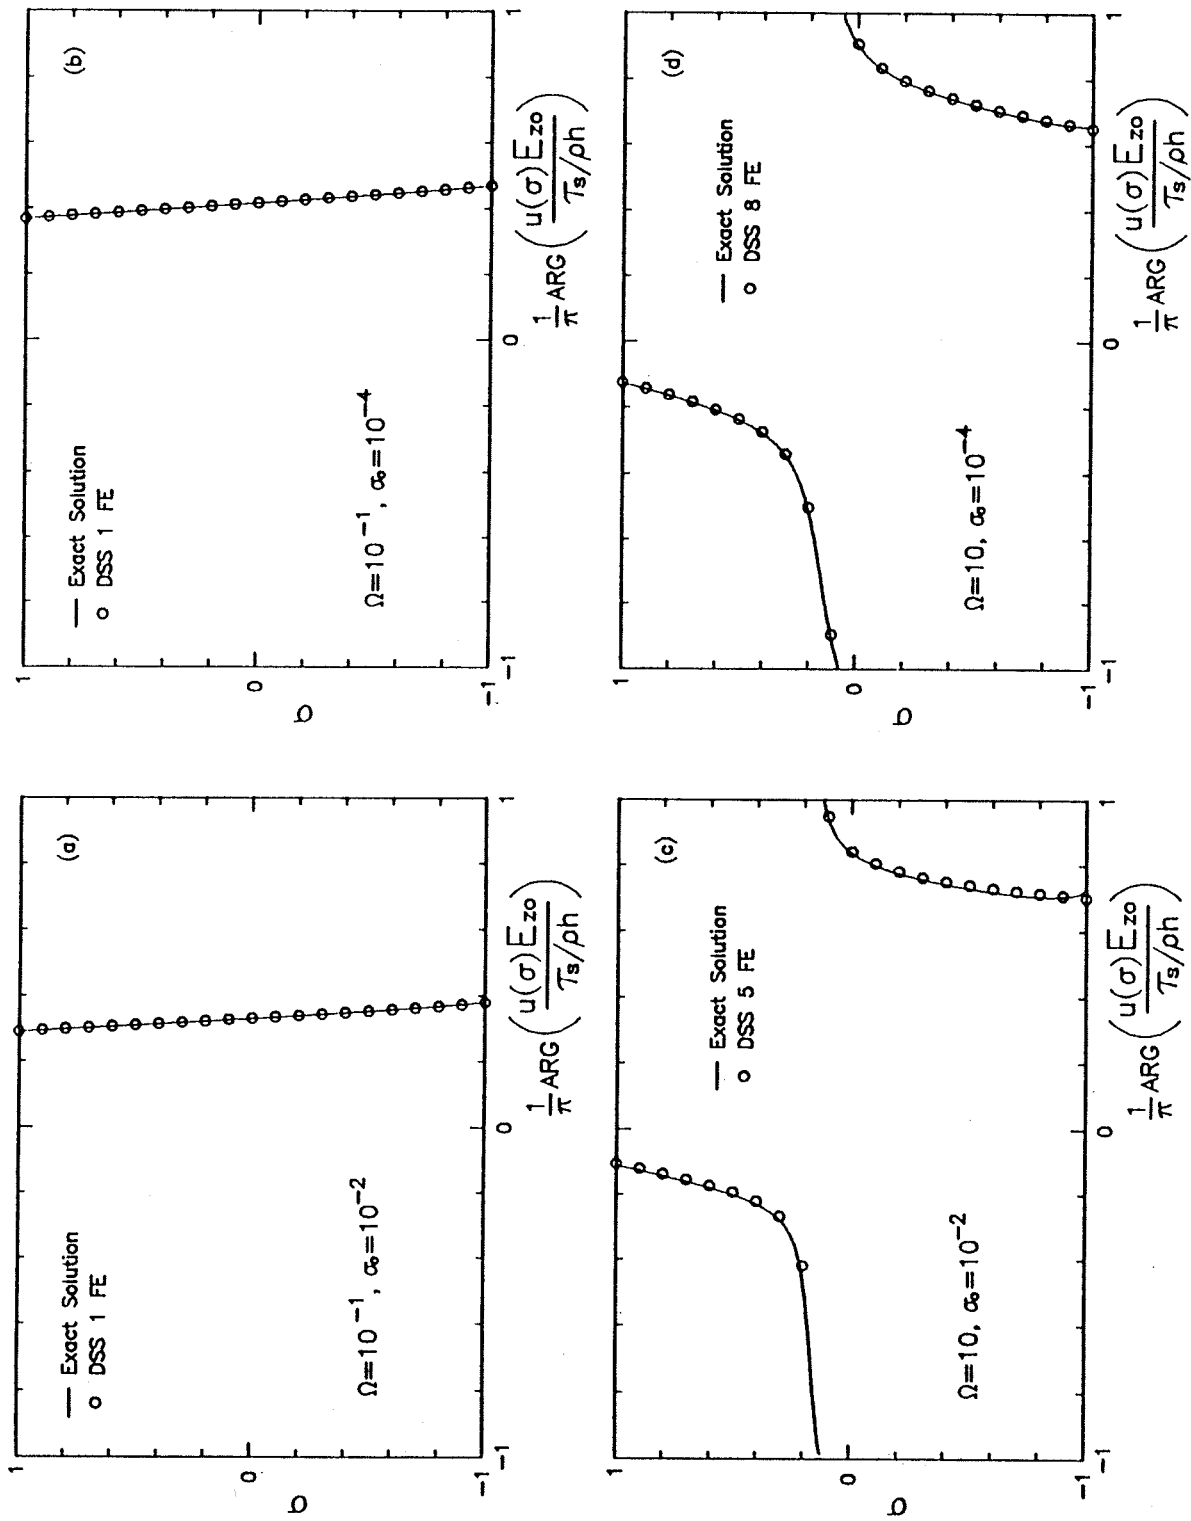 (a)
— Exact Solution
o DSS 1 FE
Ω=10⁻¹, σ₀=10⁻²
1
0
-1
σ
-1
0
1
1/π ARG (u(σ)E_zo / τ_s/ρh)
(b)
— Exact Solution
o DSS 1 FE
Ω=10⁻¹, σ₀=10⁻⁴
1
0
-1
σ
0
1
1/π ARG (u(σ)E_zo / τ_s/ρh)
(c)
— Exact Solution
o DSS 5 FE
Ω=10, σ₀=10⁻²
1
0
-1
σ
-1
0
1
1/π ARG (u(σ)E_zo / τ_s/ρh)
(d)
— Exact Solution
o DSS 8 FE
Ω=10, σ₀=10⁻⁴
1
0
-1
σ
-1
0
1
1/π ARG (u(σ)E_zo / τ_s/ρh)